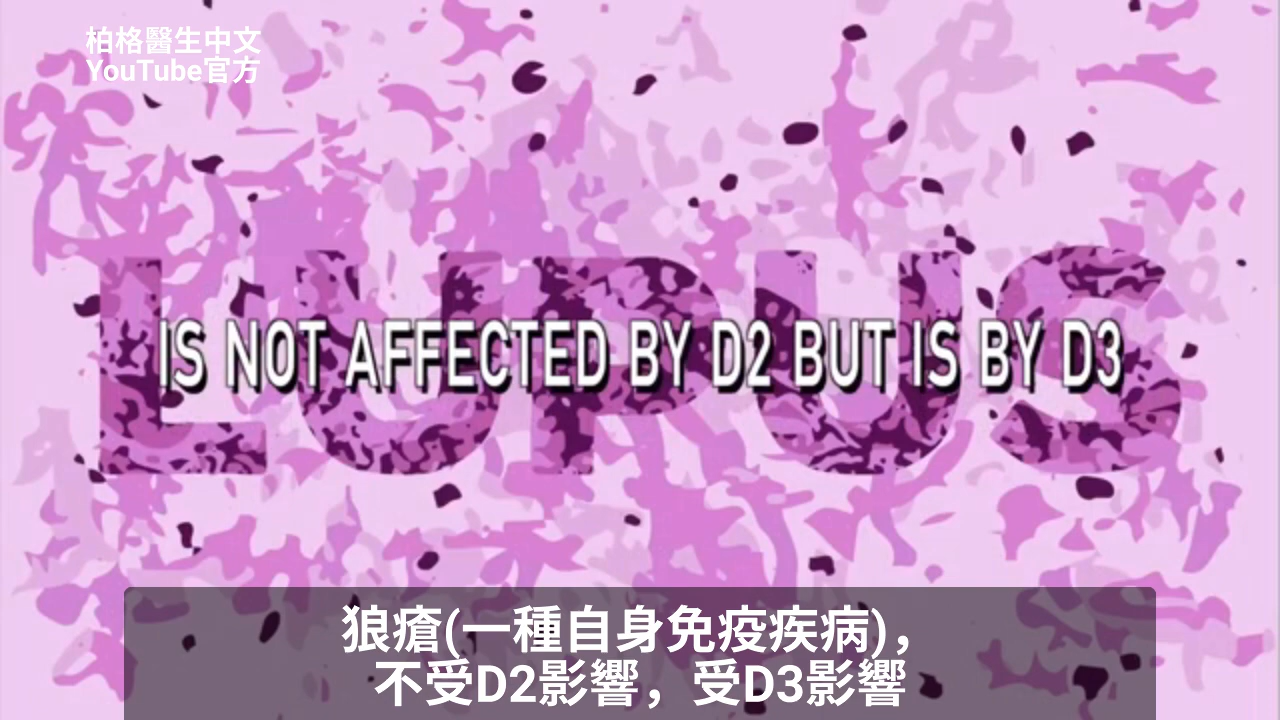 柏格醫生中文
YouTube官方
LUPUS
IS NOT AFFECTED BY D2 BUT IS BY D3
狼瘡(一種自身免疫疾病)，
不受D2影響，受D3影響